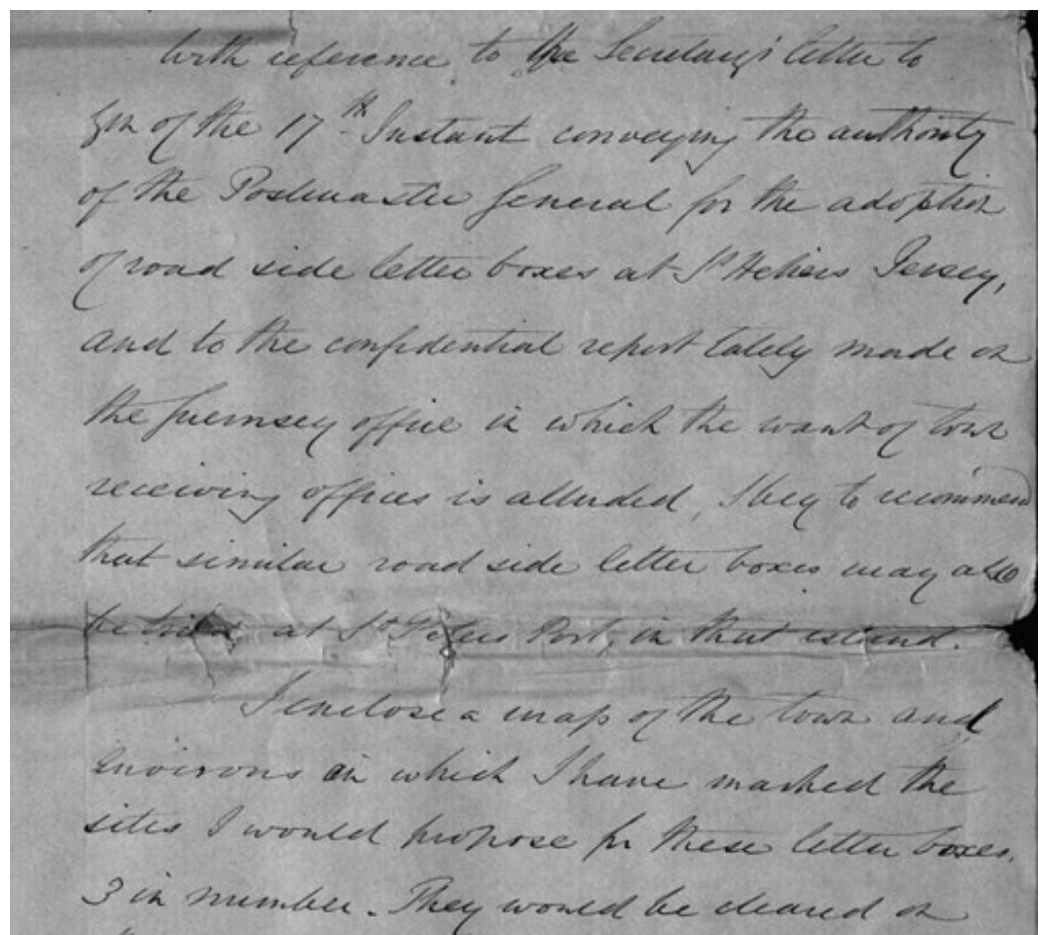 With reference to the Secretary's letter to
you of the 17th Instant conveying the authority
of the Postmaster General for the adoption
of road side letter boxes at St Heliers Jersey,
and to the confidential report lately made on
the Guernsey office in which the want of town
receiving offices is alluded, I beg to recommend
that similar road side letter boxes may also
be tried at St Peters Port, in that island.
I enclose a map of the town and
environs on which I have marked the
sites I would propose for these letter boxes.
3 in number. They would be cleared on